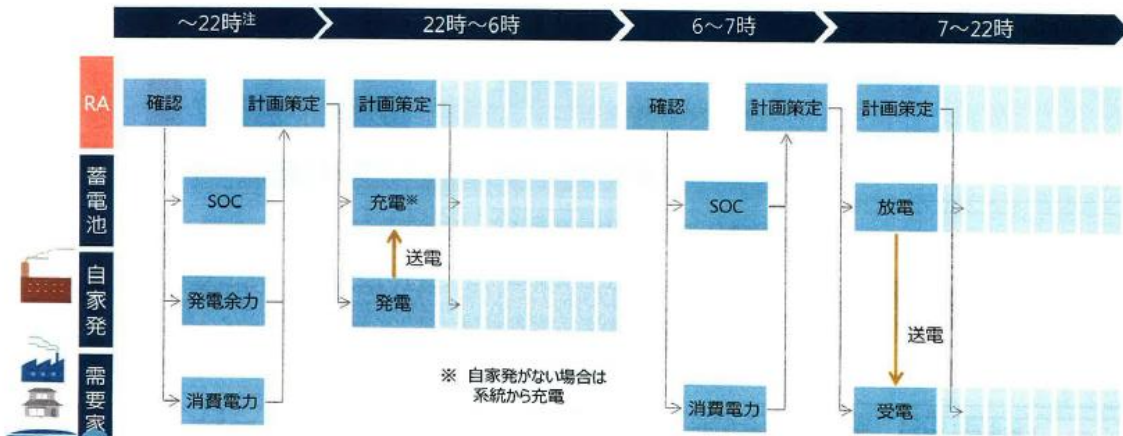 ～22時注
22時～6時
6～7時
7～22時
RA
確認
計画策定
計画策定
確認
計画策定
計画策定
蓄電池
SOC
充電※
SOC
放電
送電
自家発
発電余力
発電
送電
需要家
消費電力
※ 自家発がない場合は
系統から充電
消費電力
受電